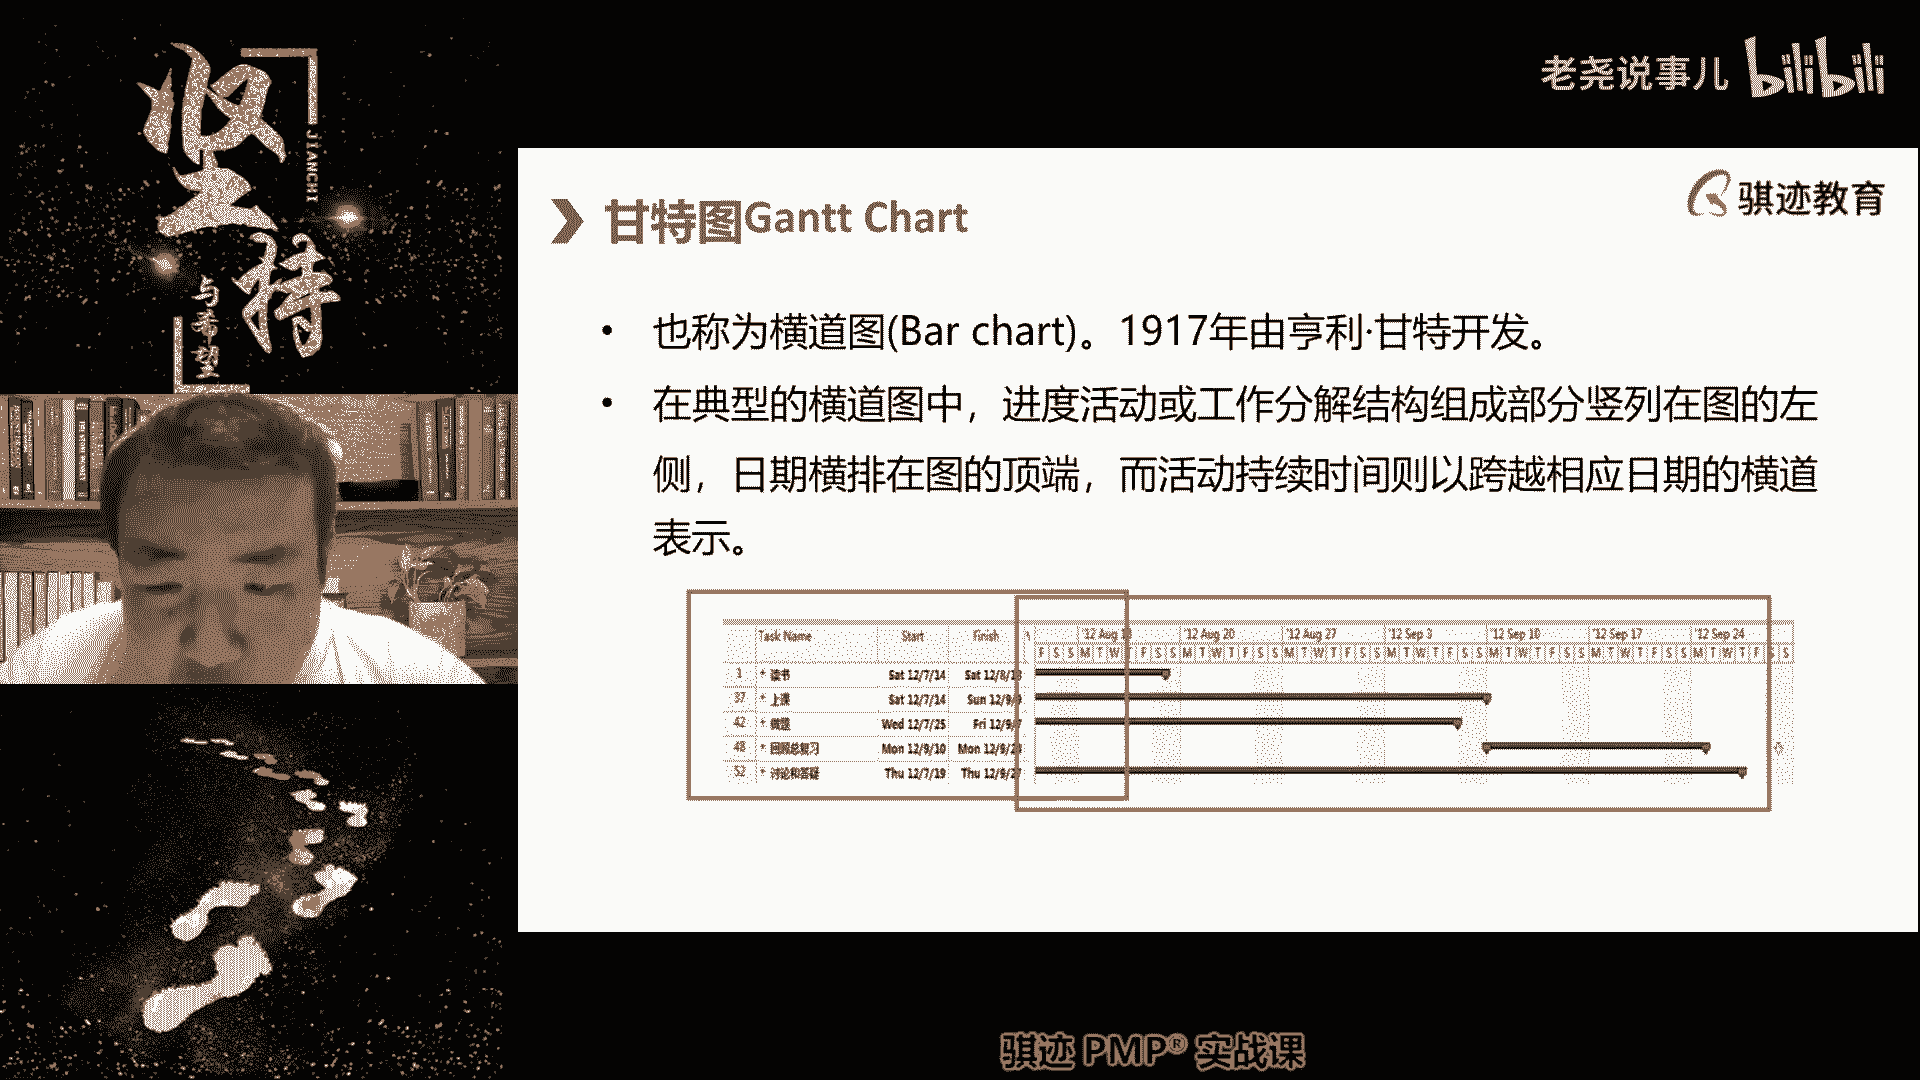 坚持
JIANCHI
与希望
老尧说事儿 bilibili
骐迹教育
甘特图Gantt Chart
• 也称为横道图(Bar chart)。1917年由亨利·甘特开发。
• 在典型的横道图中，进度活动或工作分解结构组成部分竖列在图的左
侧，日期横排在图的顶端，而活动持续时间则以跨越相应日期的横道
表示。
Task Name Start Finish '12 Aug 13 '12 Aug 20 '12 Aug 27 '12 Sep 3 '12 Sep 10 '12 Sep 17 '12 Sep 24
F S S M T W T F S S M T W T F S S M T W T F S S M T W T F S S M T W T F S S M T W T F S S M T W T F S S
1 + 读书 Sat 12/7/14 Sat 12/8/18
37 + 上课 Sat 12/7/14 Sun 12/9/9
42 + 做题 Wed 12/7/25 Fri 12/9/7
48 + 回顾总复习 Mon 12/9/10 Mon 12/9/2
52 + 讨论和答疑 Thu 12/7/19 Thu 12/9/27
骐迹 PMP® 实战课